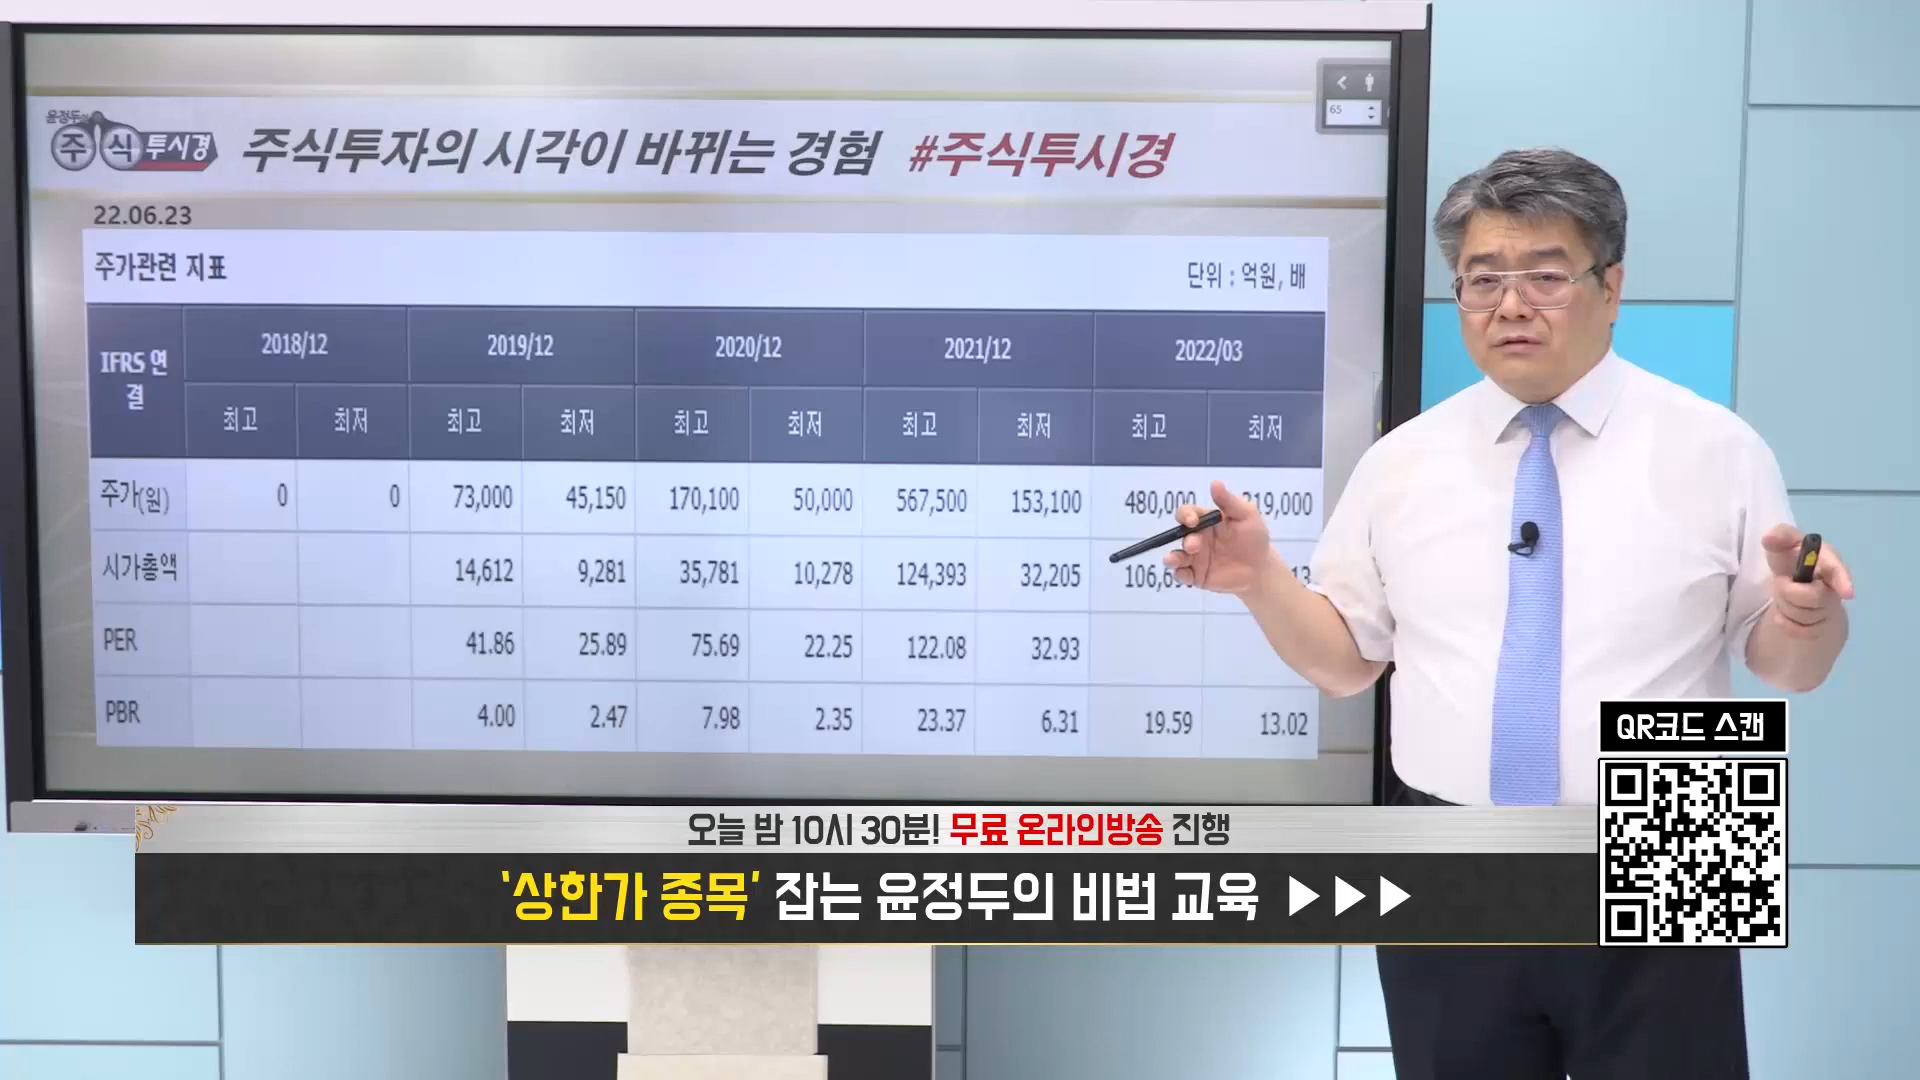 윤정두의
주식투시경
주식투자의 시각이 바뀌는 경험 #주식투시경
65
22.06.23
주가관련 지표
단위 : 억원, 배
IFRS 연결 2018/12 2019/12 2020/12 2021/12 2022/03
최고 최저 최고 최저 최고 최저 최고 최저 최고 최저
주가(원) 0 0 73,000 45,150 170,100 50,000 567,500 153,100 480,000
시가총액 14,612 9,281 35,781 10,278 124,393 32,205
PER 41.86 25.89 75.69 22.25 122.08 32.93
PBR 4.00 2.47 7.98 2.35 23.37 6.31 19.59 13.02
QR코드 스캔
오늘 밤 10시 30분! 무료 온라인방송 진행
'상한가 종목' 잡는 윤정두의 비법 교육 ▶▶▶